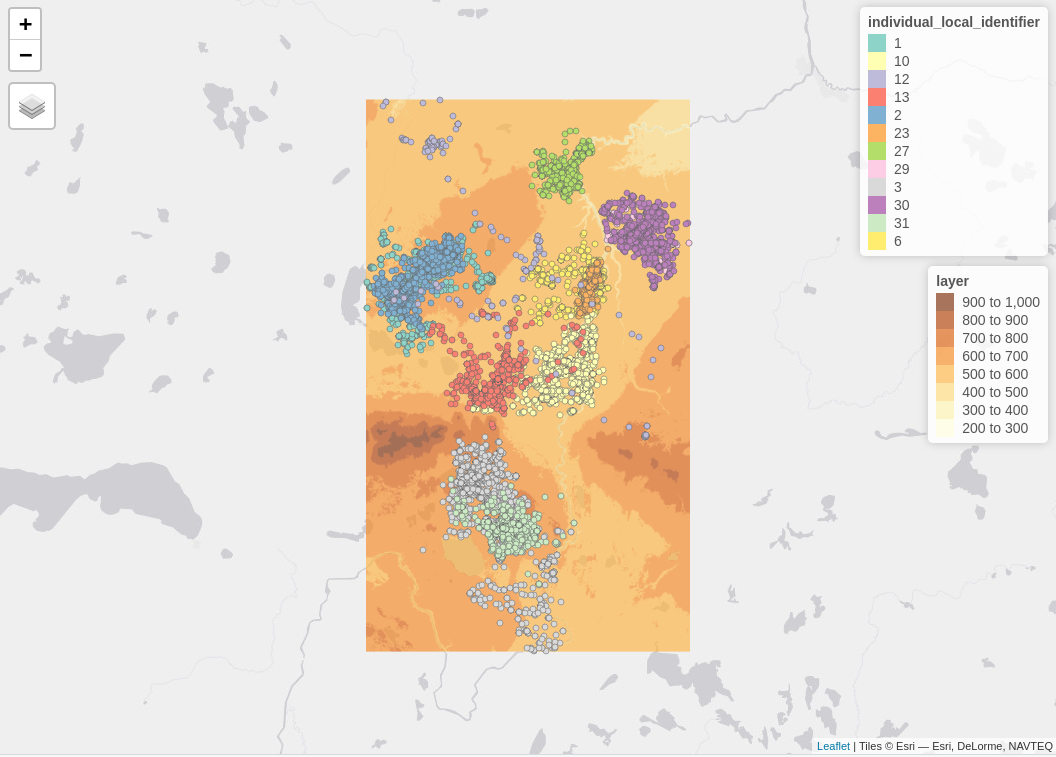 +
−
individual_local_identifier
1
10
12
13
2
23
27
29
3
30
31
6
layer
900 to 1,000
800 to 900
700 to 800
600 to 700
500 to 600
400 to 500
300 to 400
200 to 300
Leaflet | Tiles © Esri — Esri, DeLorme, NAVTEQ